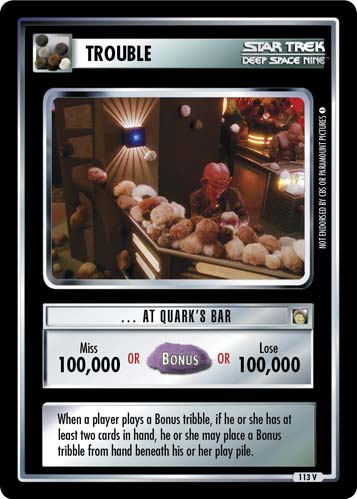 TROUBLE
STAR TREK
DEEP SPACE NINE™
NOT ENDORSED BY CBS OR PARAMOUNT PICTURES
... AT QUARK'S BAR
Miss
100,000
OR
BONUS
OR
Lose
100,000
When a player plays a Bonus tribble, if he or she has at
least two cards in hand, he or she may place a Bonus
tribble from hand beneath his or her play pile.
113 V